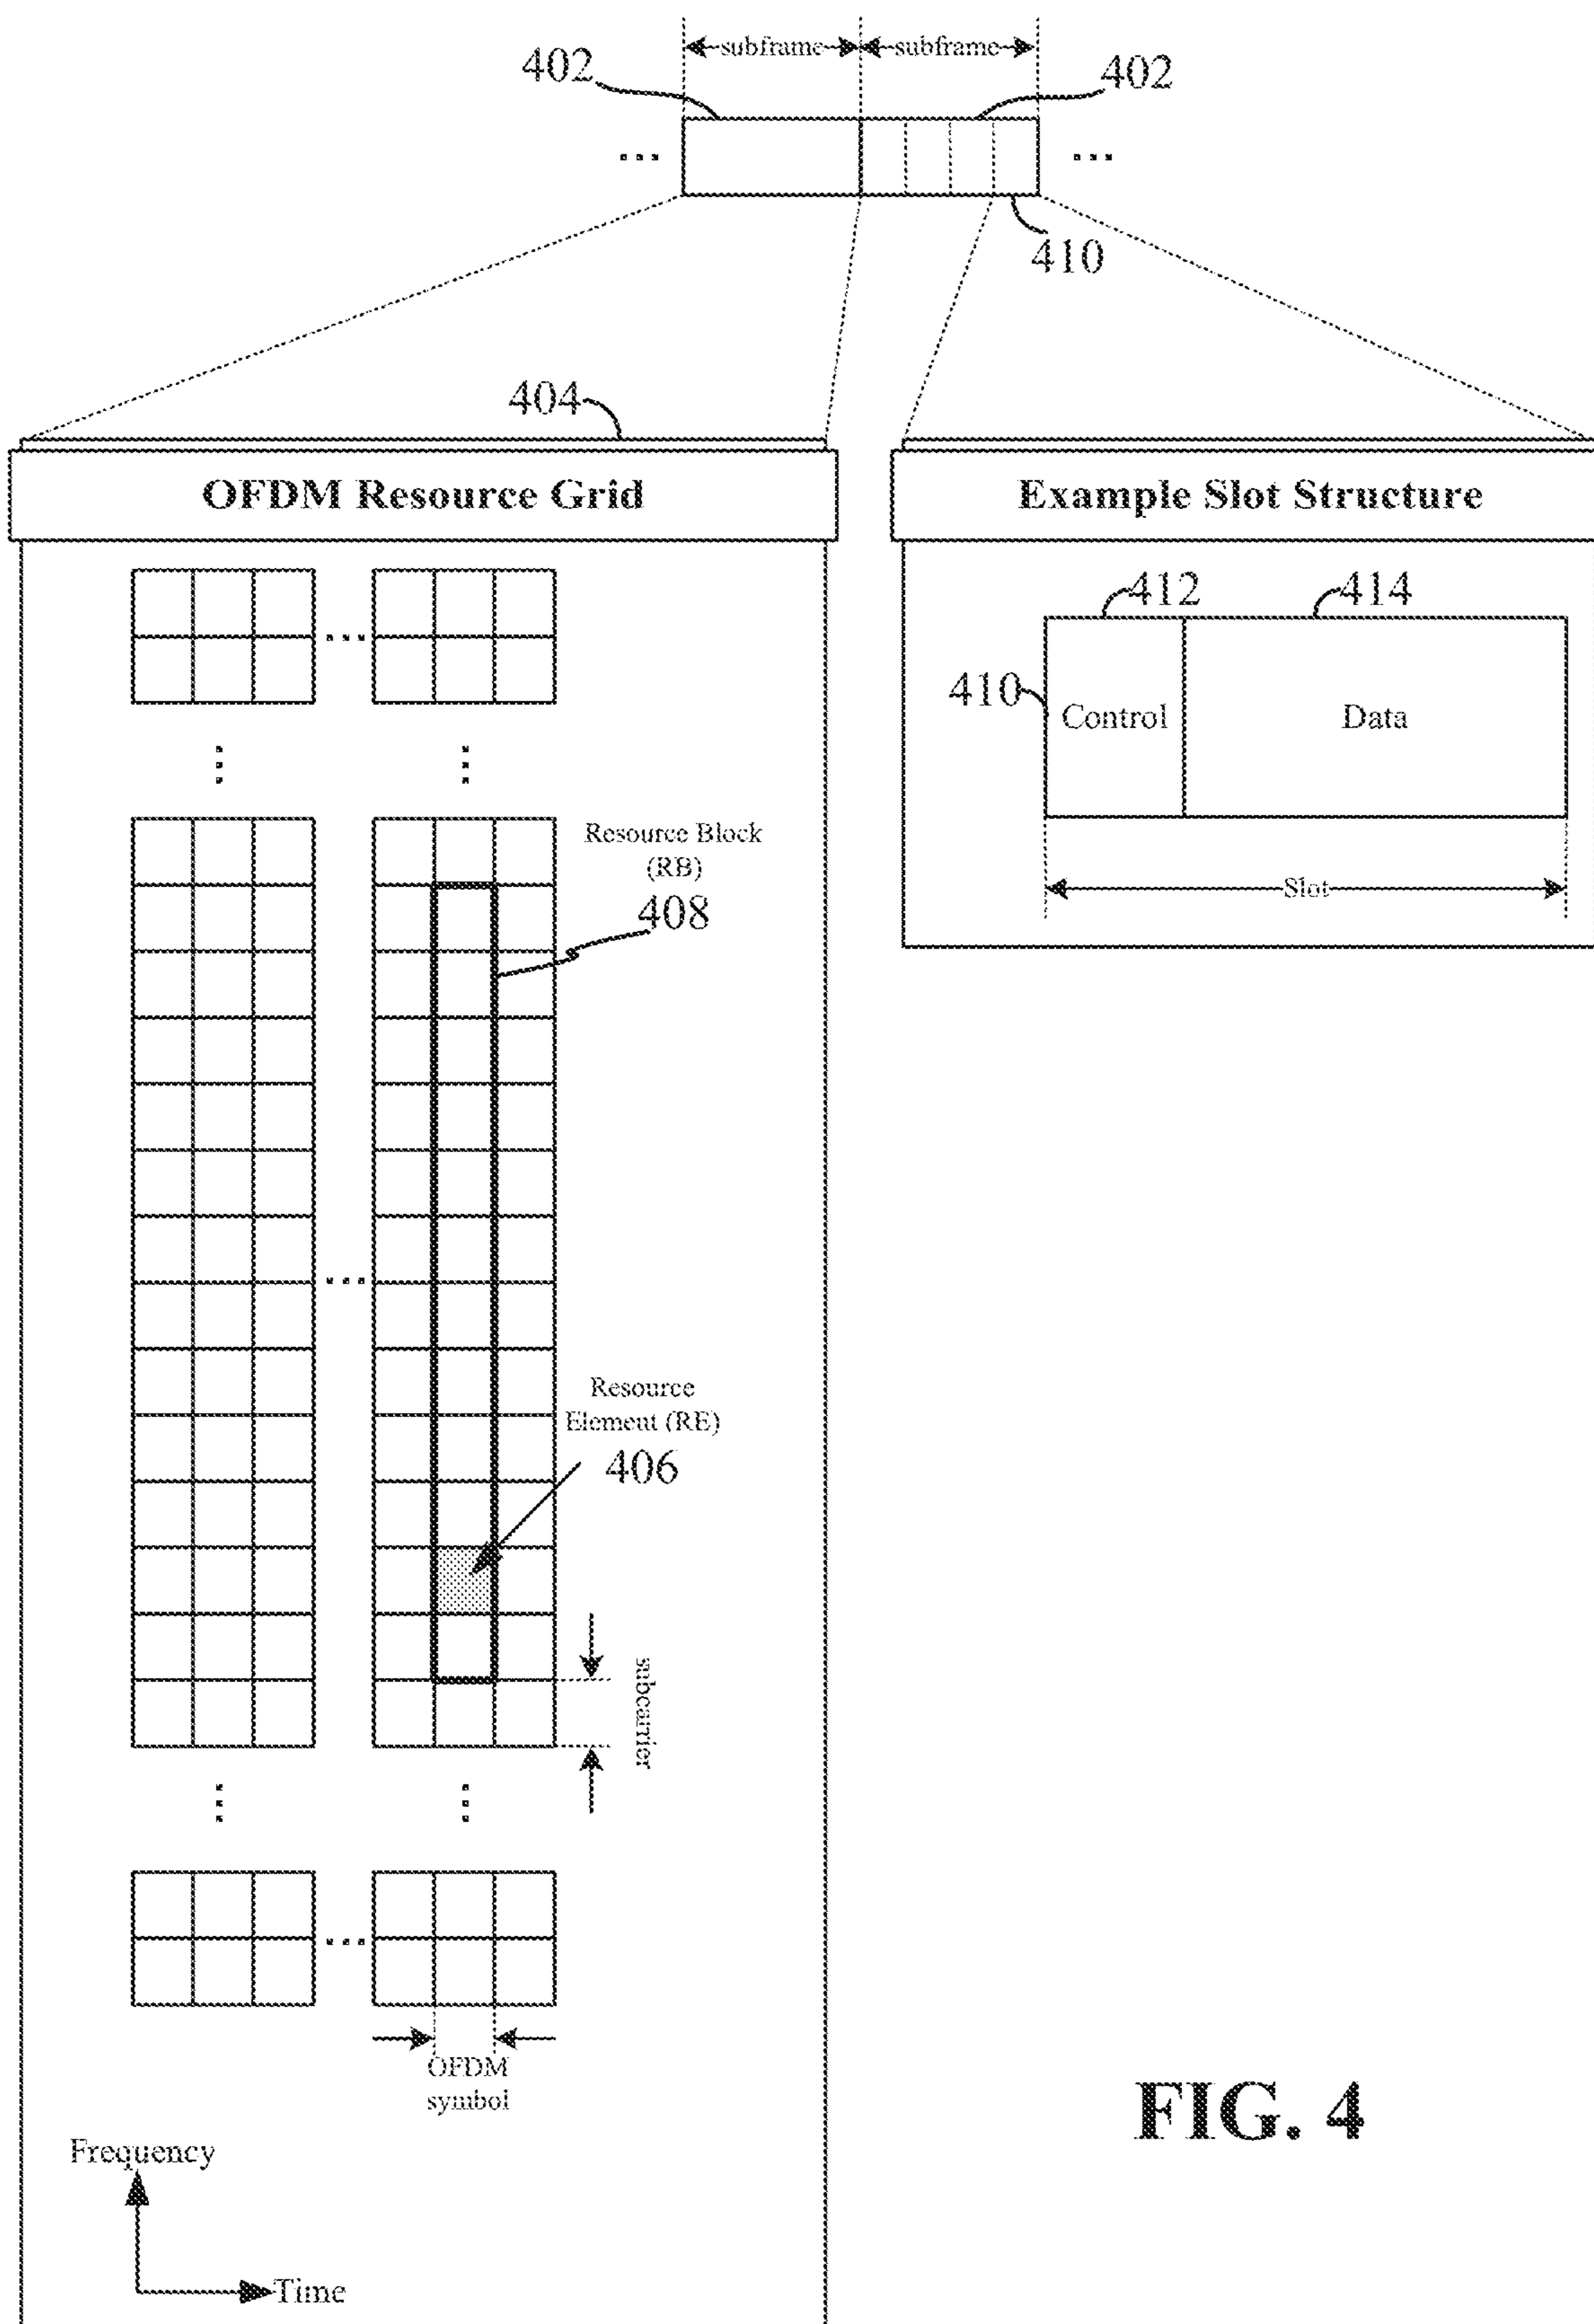 subframe subframe
402
402
410
404
OFDM Resource Grid
Example Slot Structure
412
414
410
Control
Data
Slot
Resource Block
(RB)
408
Resource
Element (RE)
406
subcarrier
OFDM
symbol
Frequency
Time
FIG. 4